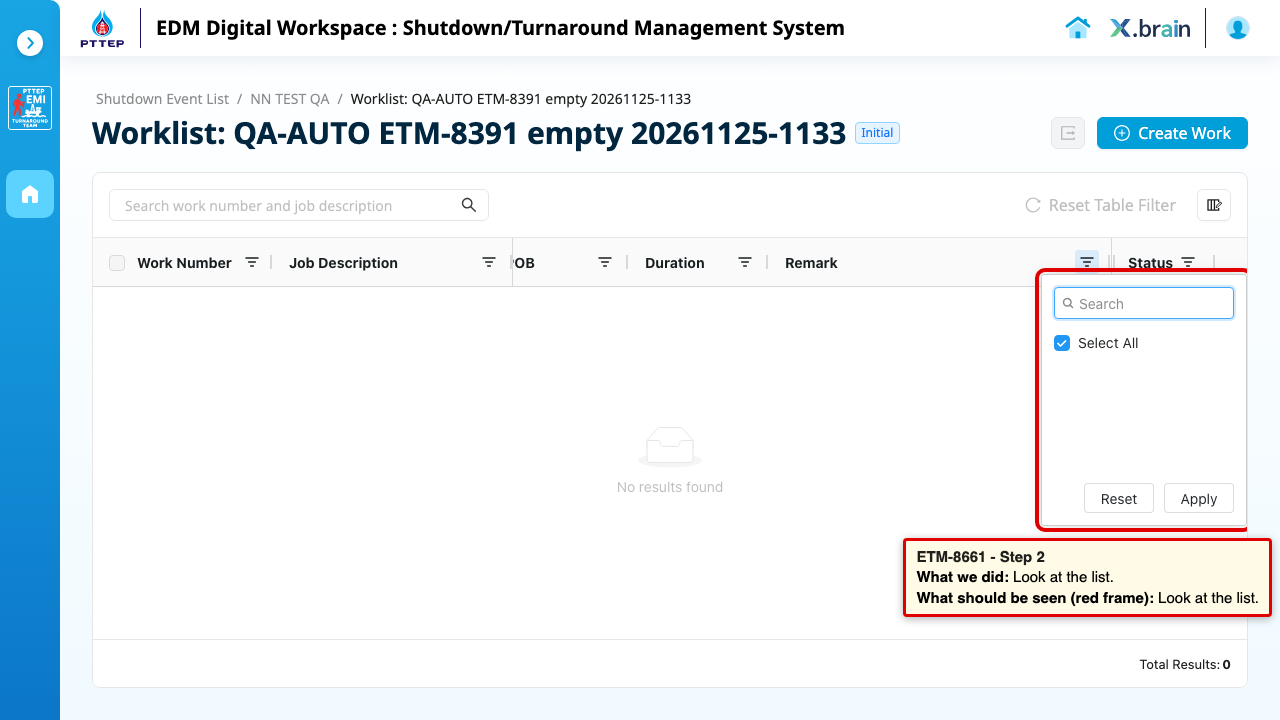 PTTEP
EDM Digital Workspace : Shutdown/Turnaround Management System
X.brain
PTTEP
EMI
TURNAROUND
TEAM
Shutdown Event List / NN TEST QA / Worklist: QA-AUTO ETM-8391 empty 20261125-1133
Worklist: QA-AUTO ETM-8391 empty 20261125-1133 Initial
Create Work
Search work number and job description
Reset Table Filter
Work Number Job Description OB Duration Remark Status
Search
Select All
No results found
Reset Apply
ETM-8661 - Step 2
What we did: Look at the list.
What should be seen (red frame): Look at the list.
Total Results: 0